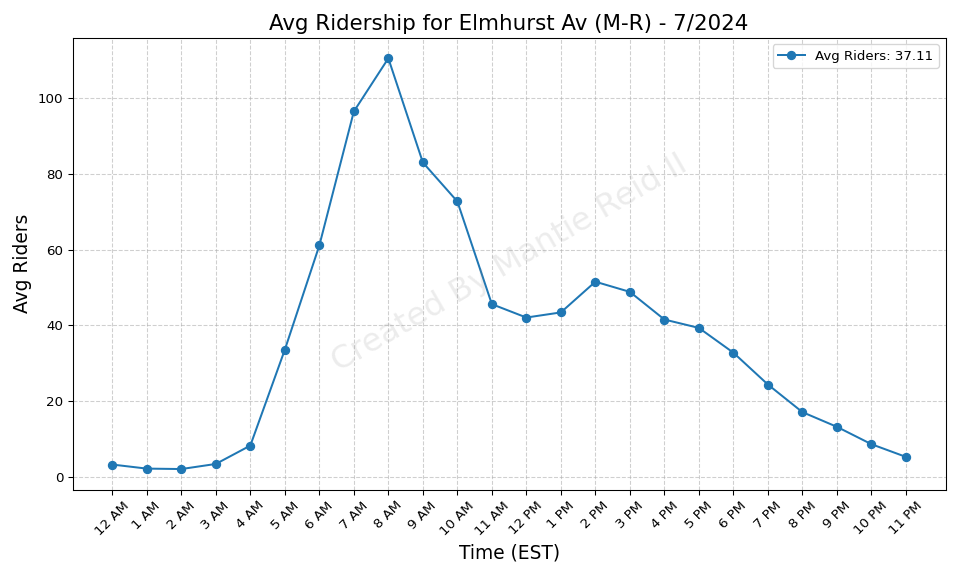 Avg Ridership for Elmhurst Av (M-R) - 7/2024
Avg Riders: 37.11
Avg Riders
100
80
60
40
20
0
Created By Mantie Reid II
12 AM
1 AM
2 AM
3 AM
4 AM
5 AM
6 AM
7 AM
8 AM
9 AM
10 AM
11 AM
12 PM
1 PM
2 PM
3 PM
4 PM
5 PM
6 PM
7 PM
8 PM
9 PM
10 PM
11 PM
Time (EST)